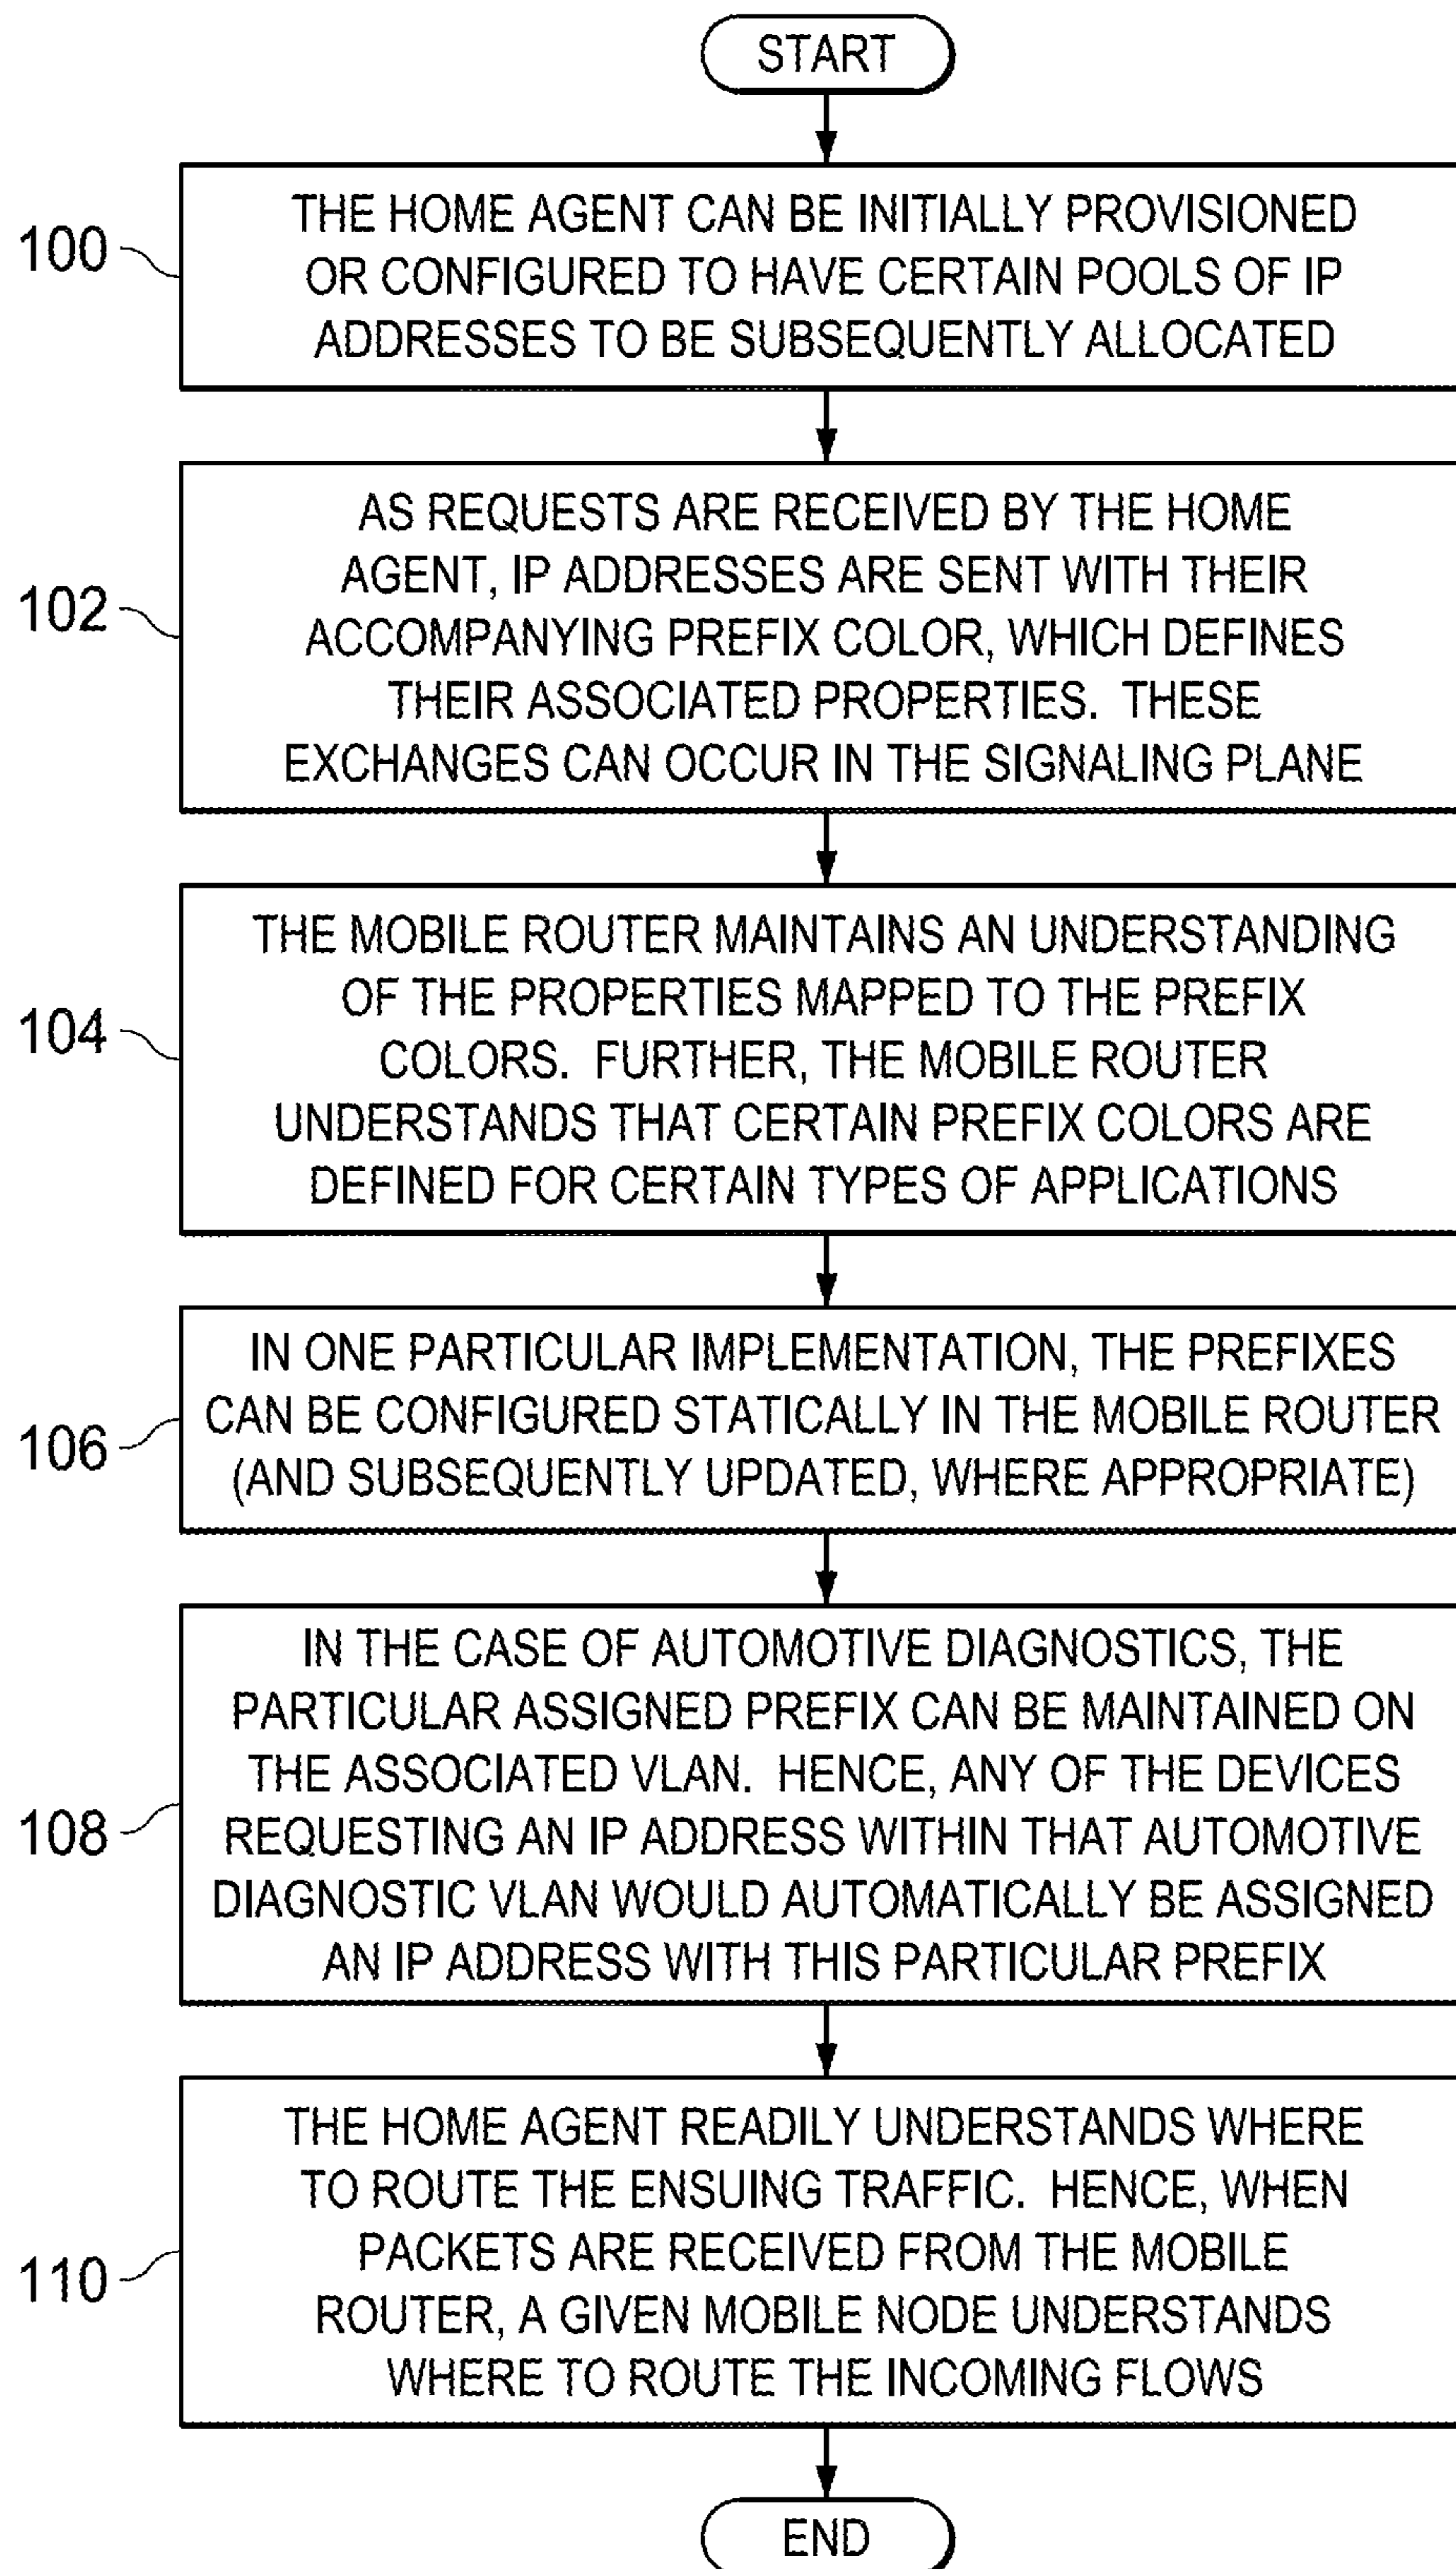 START
100
THE HOME AGENT CAN BE INITIALLY PROVISIONED
OR CONFIGURED TO HAVE CERTAIN POOLS OF IP
ADDRESSES TO BE SUBSEQUENTLY ALLOCATED
102
AS REQUESTS ARE RECEIVED BY THE HOME
AGENT, IP ADDRESSES ARE SENT WITH THEIR
ACCOMPANYING PREFIX COLOR, WHICH DEFINES
THEIR ASSOCIATED PROPERTIES. THESE
EXCHANGES CAN OCCUR IN THE SIGNALING PLANE
104
THE MOBILE ROUTER MAINTAINS AN UNDERSTANDING
OF THE PROPERTIES MAPPED TO THE PREFIX
COLORS. FURTHER, THE MOBILE ROUTER
UNDERSTANDS THAT CERTAIN PREFIX COLORS ARE
DEFINED FOR CERTAIN TYPES OF APPLICATIONS
106
IN ONE PARTICULAR IMPLEMENTATION, THE PREFIXES
CAN BE CONFIGURED STATICALLY IN THE MOBILE ROUTER
(AND SUBSEQUENTLY UPDATED, WHERE APPROPRIATE)
108
IN THE CASE OF AUTOMOTIVE DIAGNOSTICS, THE
PARTICULAR ASSIGNED PREFIX CAN BE MAINTAINED ON
THE ASSOCIATED VLAN. HENCE, ANY OF THE DEVICES
REQUESTING AN IP ADDRESS WITHIN THAT AUTOMOTIVE
DIAGNOSTIC VLAN WOULD AUTOMATICALLY BE ASSIGNED
AN IP ADDRESS WITH THIS PARTICULAR PREFIX
110
THE HOME AGENT READILY UNDERSTANDS WHERE
TO ROUTE THE ENSUING TRAFFIC. HENCE, WHEN
PACKETS ARE RECEIVED FROM THE MOBILE
ROUTER, A GIVEN MOBILE NODE UNDERSTANDS
WHERE TO ROUTE THE INCOMING FLOWS
END